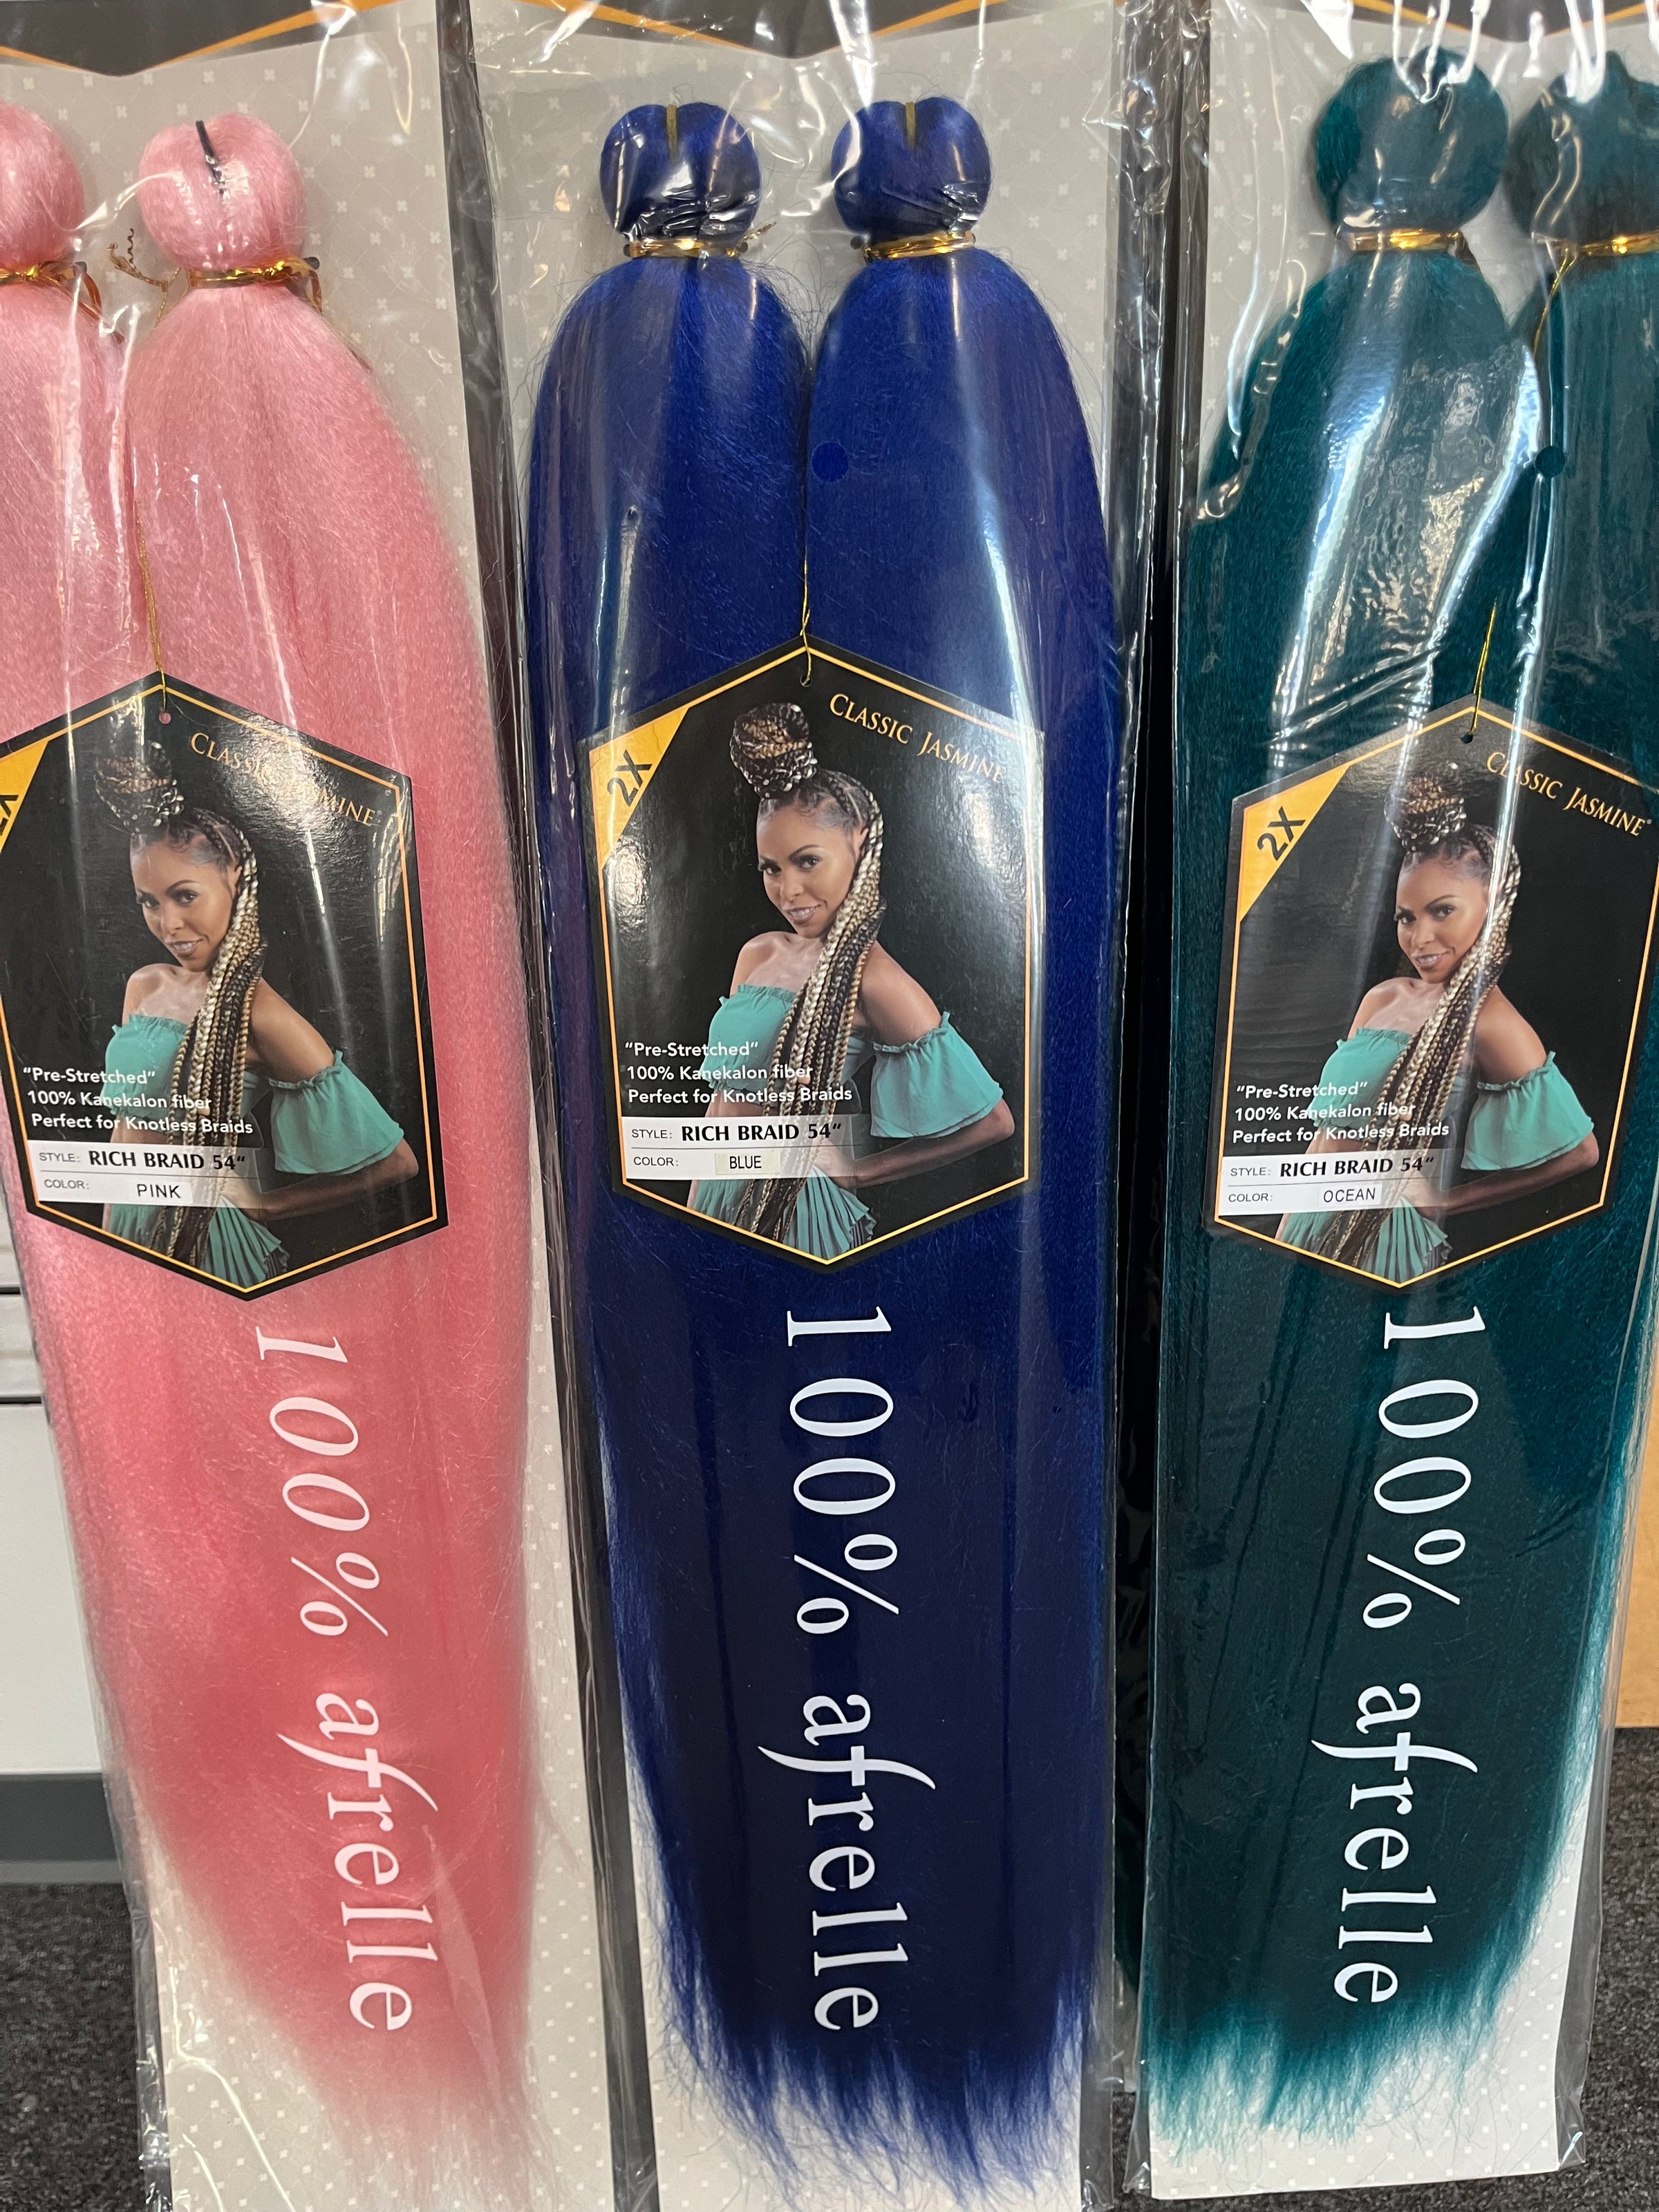 CLASSIC JASMINE
2X
"Pre-Stretched"
100% Kanekalon fiber
Perfect for Knotless Braids
STYLE: RICH BRAID 54"
COLOR: PINK
100% afrelle
CLASSIC JASMINE
2X
"Pre-Stretched"
100% Kanekalon fiber
Perfect for Knotless Braids
STYLE: RICH BRAID 54"
COLOR: BLUE
100% afrelle
CLASSIC JASMINE®
2X
"Pre-Stretched"
100% Kanekalon fiber
Perfect for Knotless Braids
STYLE: RICH BRAID 54"
COLOR: OCEAN
100% afrelle